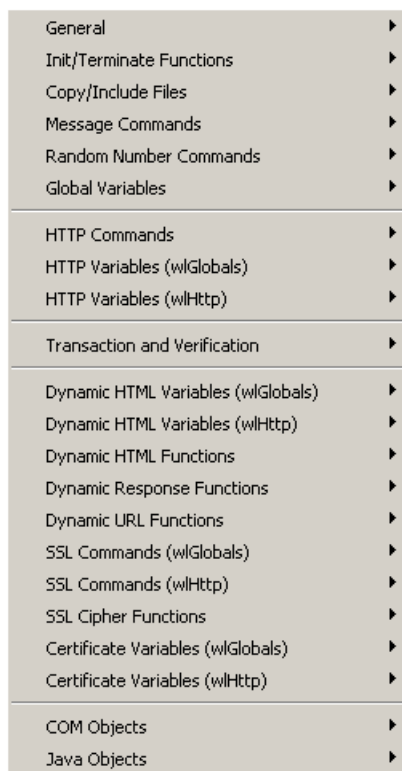 General
Init/Terminate Functions
Copy/Include Files
Message Commands
Random Number Commands
Global Variables
HTTP Commands
HTTP Variables (wlGlobals)
HTTP Variables (wlHttp)
Transaction and Verification
Dynamic HTML Variables (wlGlobals)
Dynamic HTML Variables (wlHttp)
Dynamic HTML Functions
Dynamic Response Functions
Dynamic URL Functions
SSL Commands (wlGlobals)
SSL Commands (wlHttp)
SSL Cipher Functions
Certificate Variables (wlGlobals)
Certificate Variables (wlHttp)
COM Objects
Java Objects